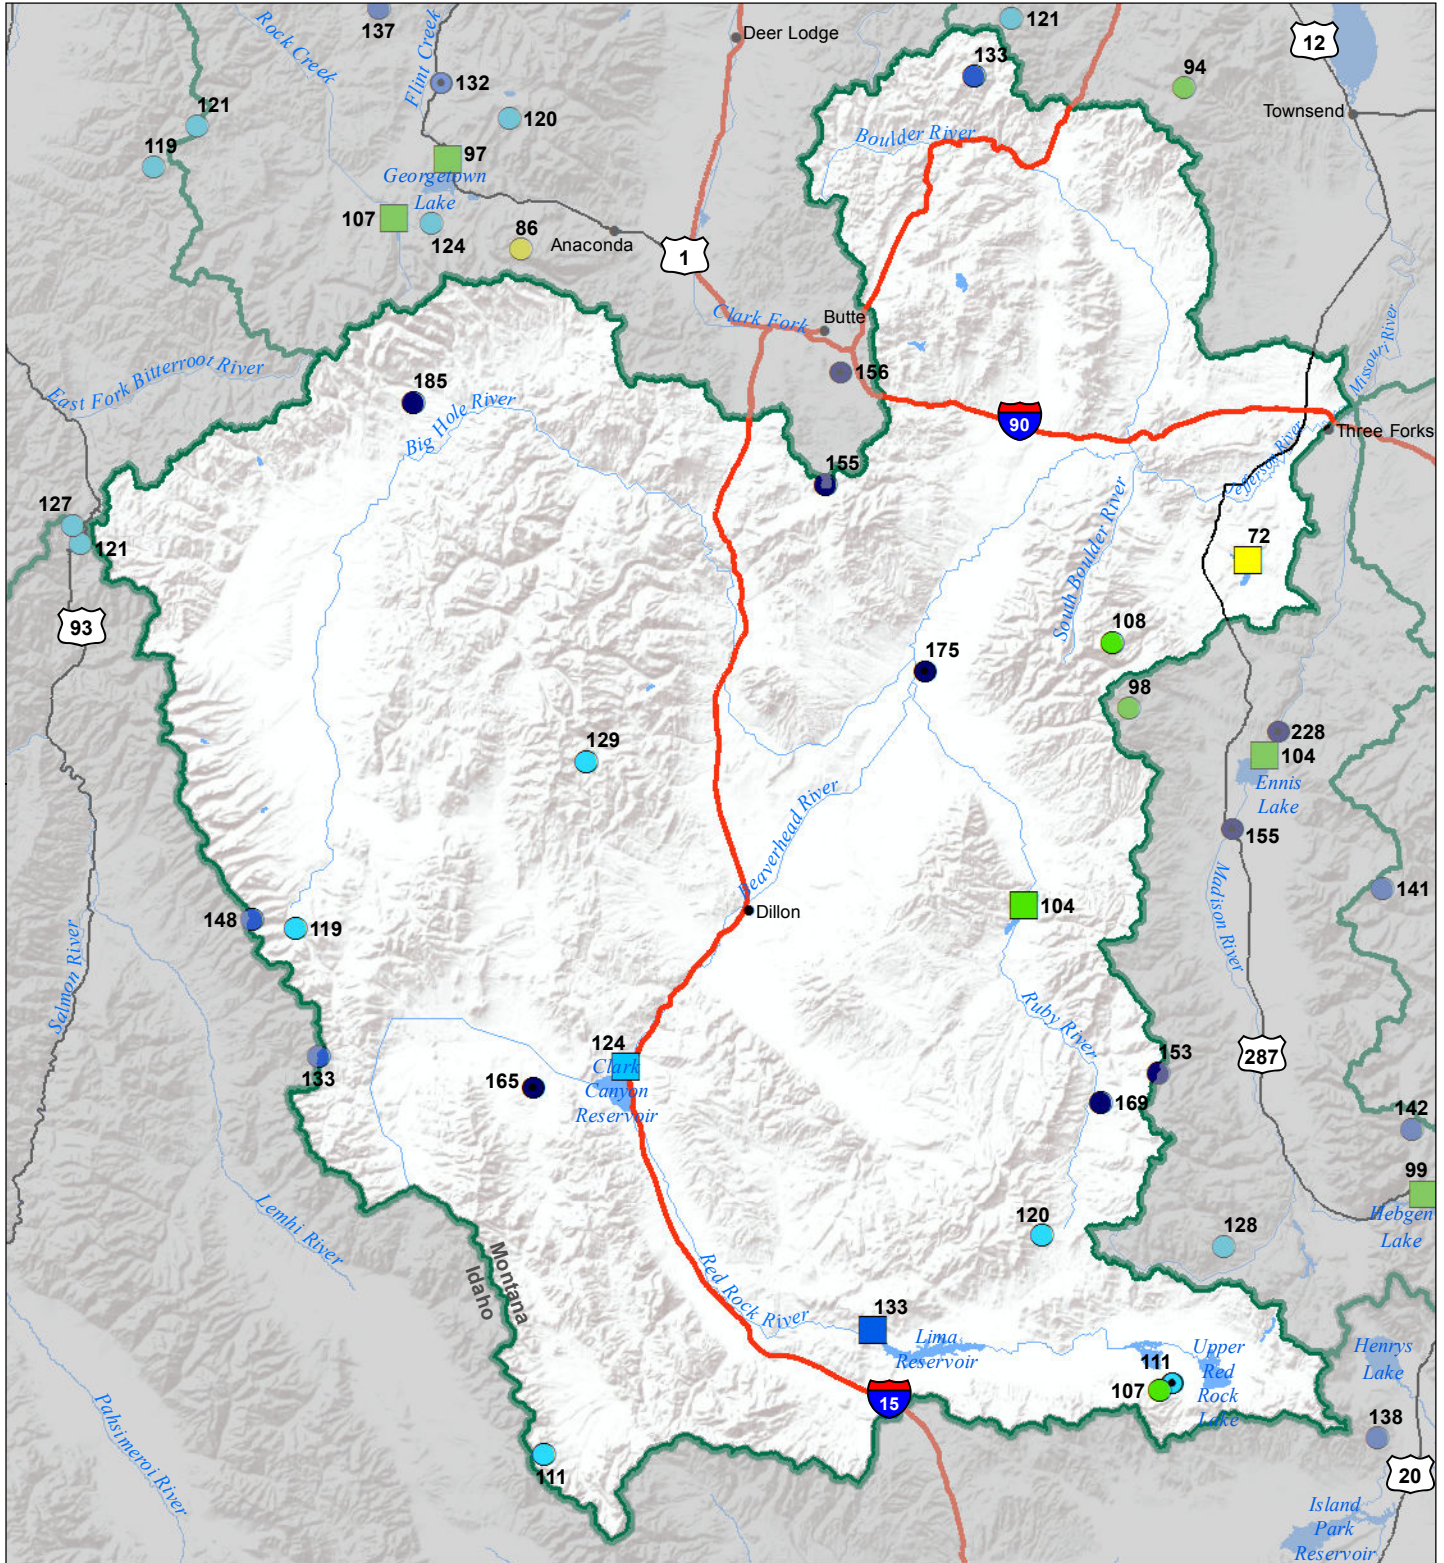 137
Rock Creek
Flint Creek
Deer Lodge
121
12
133
94
132
Townsend
121
120
119
Boulder River
97
Georgetown
Lake
107
124
86
Anaconda
1
Clark Fork
Butte
Missouri River
East Fork Bitterroot River
156
185
Big Hole River
90
Three Forks
Jefferson River
155
127
121
South Boulder River
72
93
108
175
98
228
104
Ennis
Lake
129
Beaverhead River
155
Madison River
141
Dillon
104
148
119
Salmon River
Ruby River
124
Clark
Canyon
Reservoir
153
287
133
165
169
142
99
Hebgen
Lake
Lemhi River
120
128
Montana
Idaho
Red Rock River
133
Lima
Reservoir
Upper
Red
Rock
Lake
111
107
Henrys
Lake
15
138
Pahsimeroi River
111
20
Island
Park
Reservoir